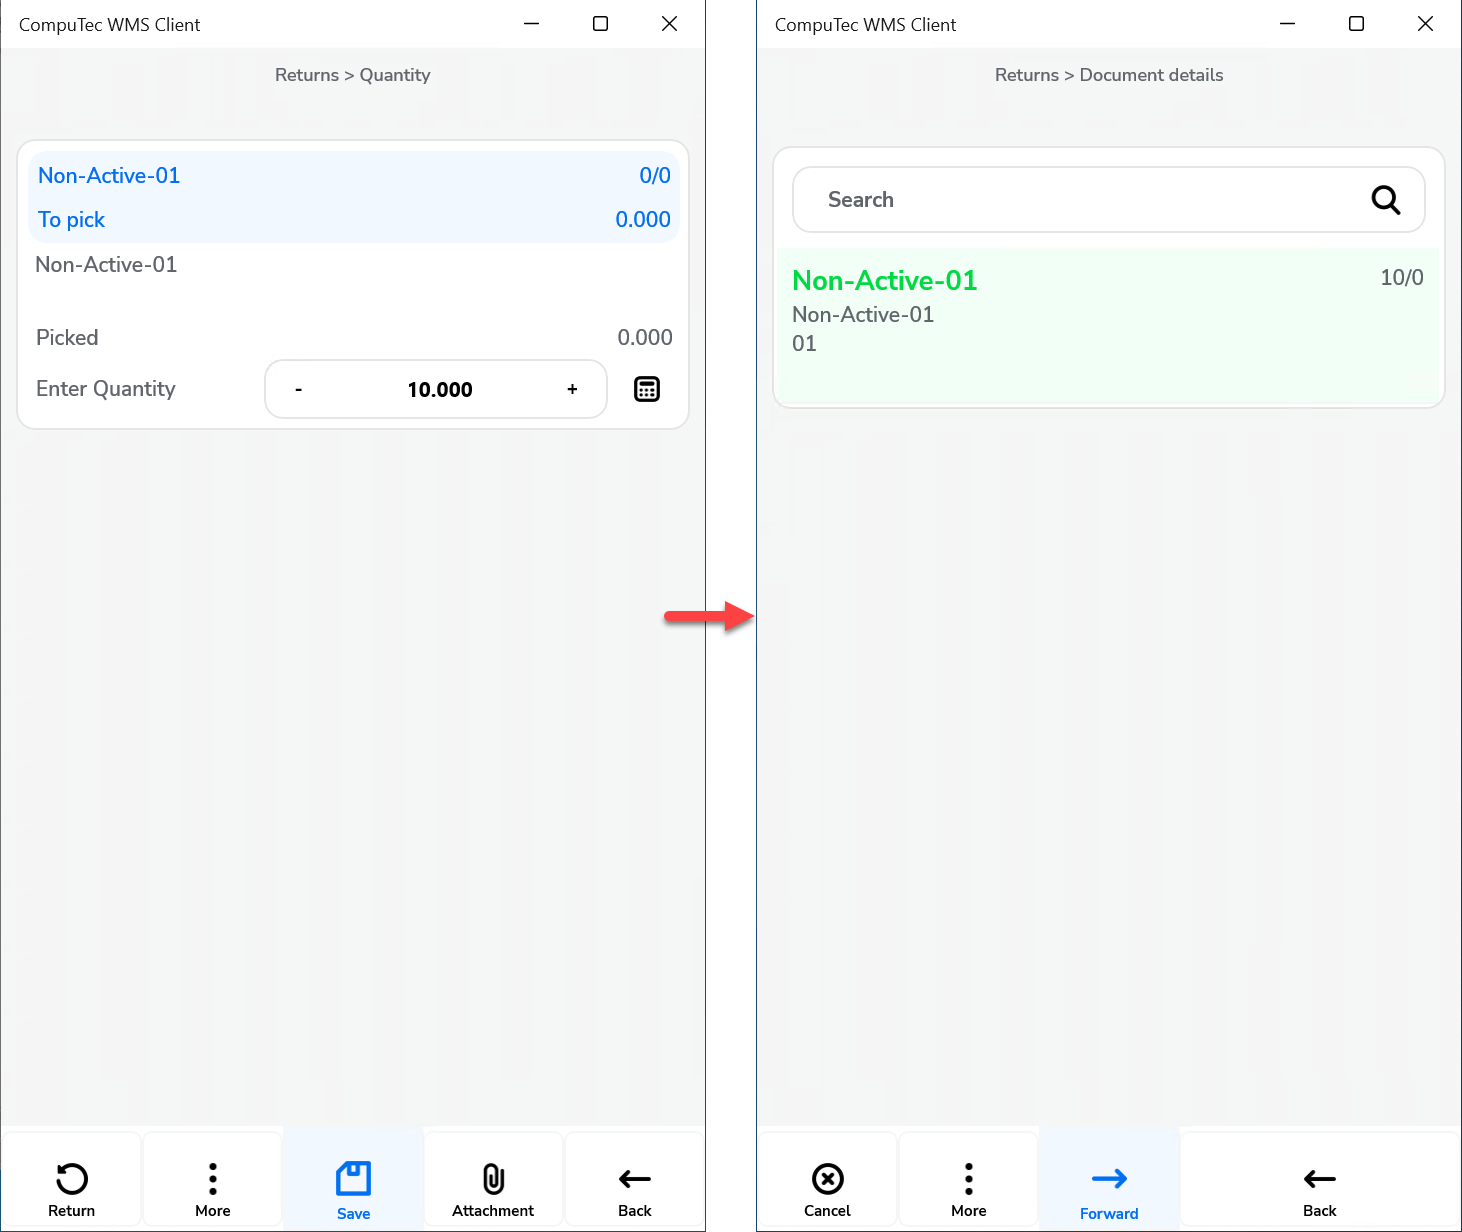 CompuTec WMS Client
Returns > Quantity
Non-Active-01 0/0
To pick 0.000
Non-Active-01
Picked 0.000
Enter Quantity - 10.000 +
Return More Save Attachment Back
CompuTec WMS Client
Returns > Document details
Search
Non-Active-01 10/0
Non-Active-01
01
Cancel More Forward Back